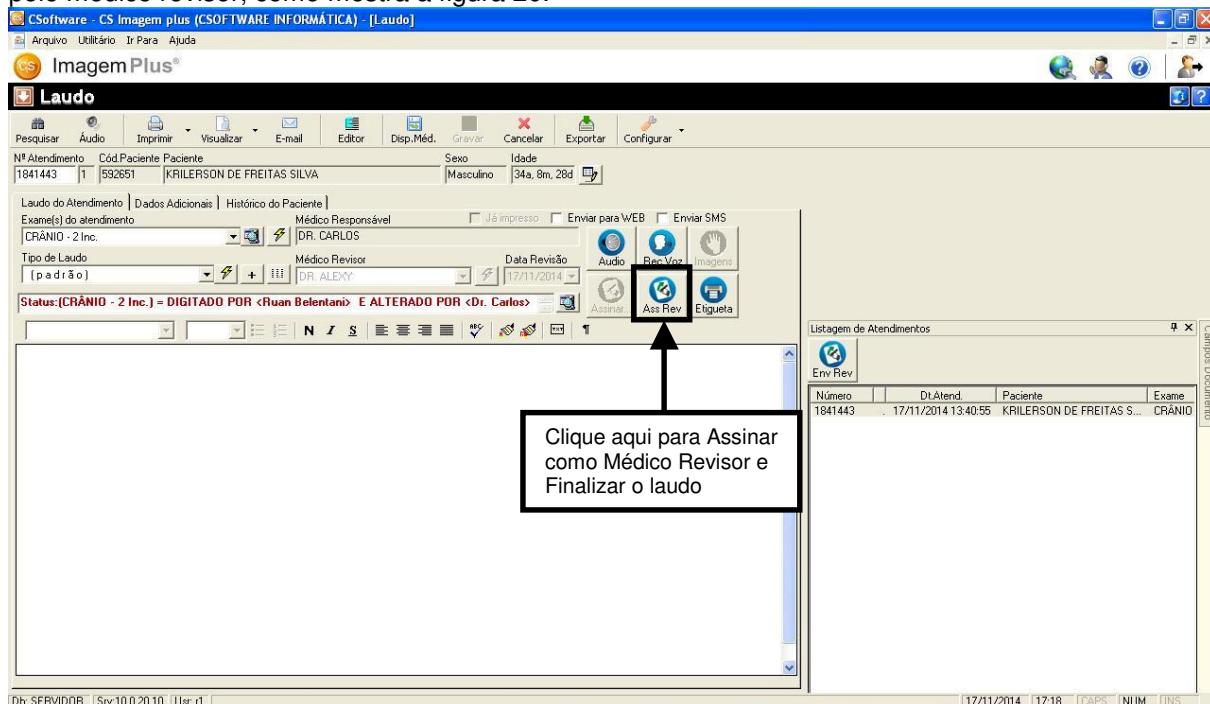 pelo médico revisor, como mostra a figura 20.
CSoftware - CS Imagem plus (CSOFTWARE INFORMÁTICA) - [Laudo]
Arquivo Utilitário Ir Para Ajuda
CS ImagemPlus®
Laudo
Pesquisar Áudio Imprimir Visualizar E-mail Editor Disp.Méd. Gravar Cancelar Exportar Configurar
Nº Atendimento Cód.Paciente Paciente Sexo Idade
1841443 1 592651 KRILERSON DE FREITAS SILVA Masculino 34a, 8m, 28d
Laudo do Atendimento Dados Adicionais Histórico do Paciente
Exame(s) do atendimento Médico Responsável Já impresso Enviar para WEB Enviar SMS
CRÂNIO - 2 Inc. DR. CARLOS
Audio Rec.Voz Imagens
Tipo de Laudo Médico Revisor Data Revisão
(padrão) DR. ALEXY 17/11/2014
Status:(CRÂNIO - 2 Inc.) = DIGITADO POR <Ruan Belentani> E ALTERADO POR <Dr. Carlos>
Assinar Ass Rev Etiqueta
N I S ABC TXT ¶
Listagem de Atendimentos
Campos Documento
Env Rev
Número Dt.Atend. Paciente Exame
1841443 . 17/11/2014 13:40:55 KRILERSON DE FREITAS S... CRÂNIO
Clique aqui para Assinar
como Médico Revisor e
Finalizar o laudo
Db: SERVIDOR Srv:10.0.20.10 Usr: r1 17/11/2014 17:18 CAPS NUM INS